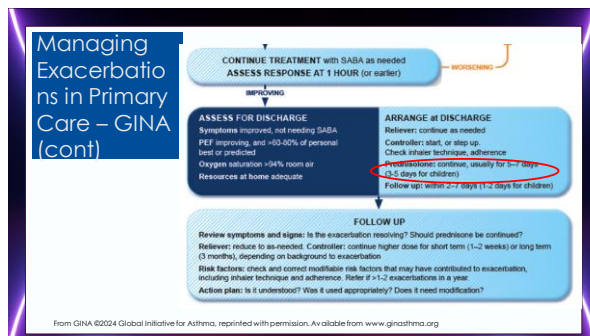 Managing
Exacerbatio
ns in Primary
Care – GINA
(cont)
CONTINUE TREATMENT with SABA as needed
ASSESS RESPONSE AT 1 HOUR (or earlier)
WORSENING
IMPROVING
ASSESS FOR DISCHARGE
Symptoms improved, not needing SABA
PEF improving, and >60-80% of personal
best or predicted
Oxygen saturation >94% room air
Resources at home adequate
ARRANGE at DISCHARGE
Reliever: continue as needed
Controller: start, or step up.
Check inhaler technique, adherence
Prednisolone: continue, usually for 5–7 days
(3-5 days for children)
Follow up: within 2–7 days (1-2 days for children)
FOLLOW UP
Review symptoms and signs: Is the exacerbation resolving? Should prednisone be continued?
Reliever: reduce to as-needed. Controller: continue higher dose for short term (1–2 weeks) or long term
(3 months), depending on background to exacerbation
Risk factors: check and correct modifiable risk factors that may have contributed to exacerbation,
including inhaler technique and adherence. Refer if >1-2 exacerbations in a year.
Action plan: Is it understood? Was it used appropriately? Does it need modification?
From GINA ©2024 Global Initiative for Asthma, reprinted with permission. Available from www.ginasthma.org